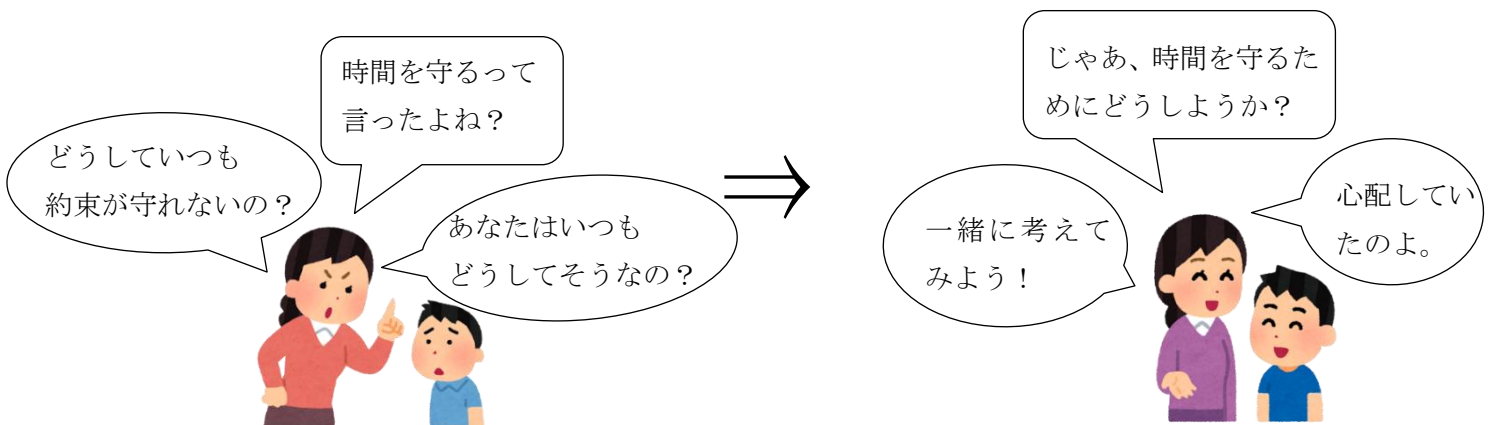 どうしていつも
約束が守れないの？
時間を守るって
言ったよね？
あなたはいつも
どうしてそうなの？
⇒
じゃあ、時間を守るた
めにどうしようか？
一緒に考えて
みよう！
心配してい
たのよ。